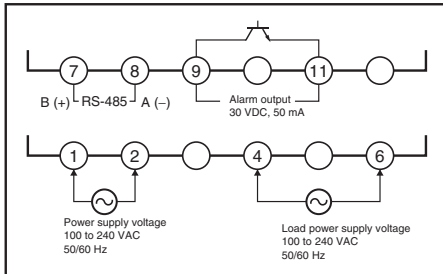 7 8 9 11
B (+) RS-485 A (−) Alarm output
30 VDC, 50 mA
1 2 4 6
Power supply voltage
100 to 240 VAC
50/60 Hz
Load power supply voltage
100 to 240 VAC
50/60 Hz